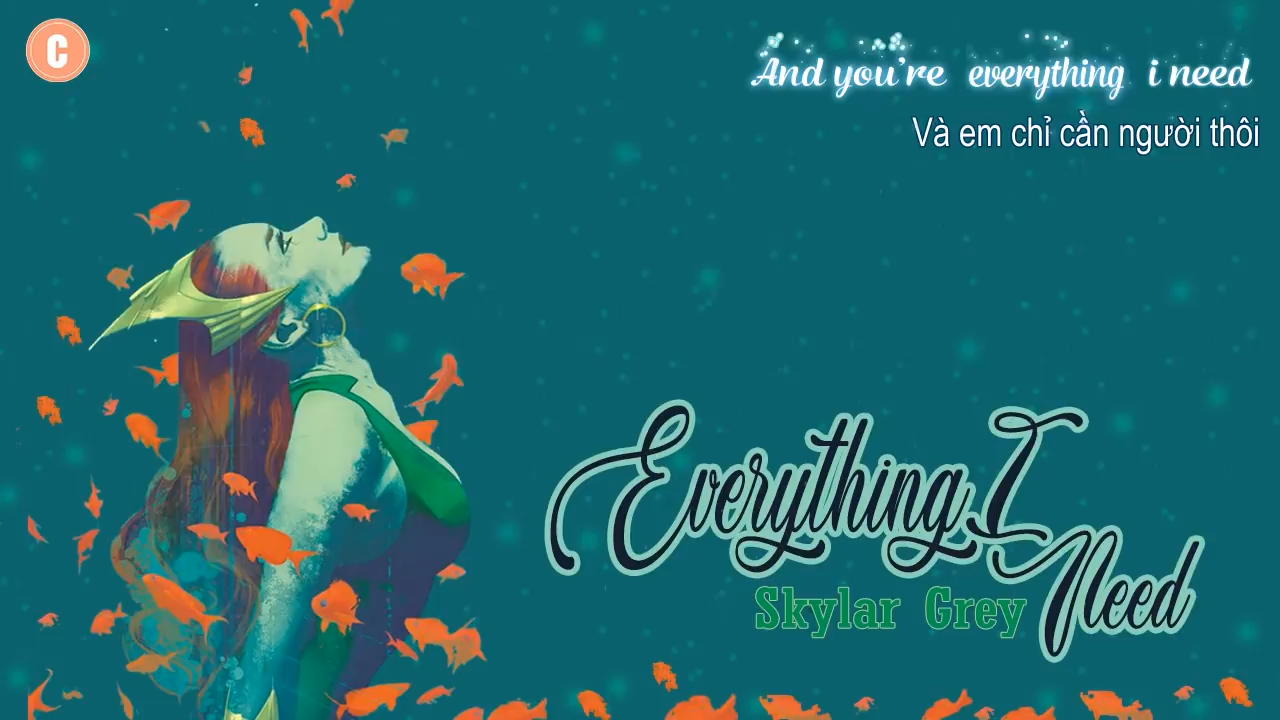 C
And you're everything i need
Và em chỉ cần người thôi
Everything I
Need
Skylar Grey